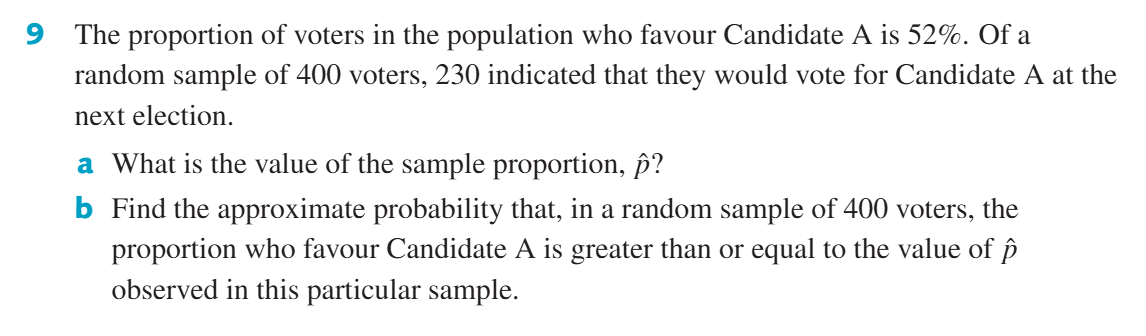 9 The proportion of voters in the population who favour Candidate A is 52%. Of a
random sample of 400 voters, 230 indicated that they would vote for Candidate A at the
next election.
a What is the value of the sample proportion, p̂?
b Find the approximate probability that, in a random sample of 400 voters, the
proportion who favour Candidate A is greater than or equal to the value of p̂
observed in this particular sample.